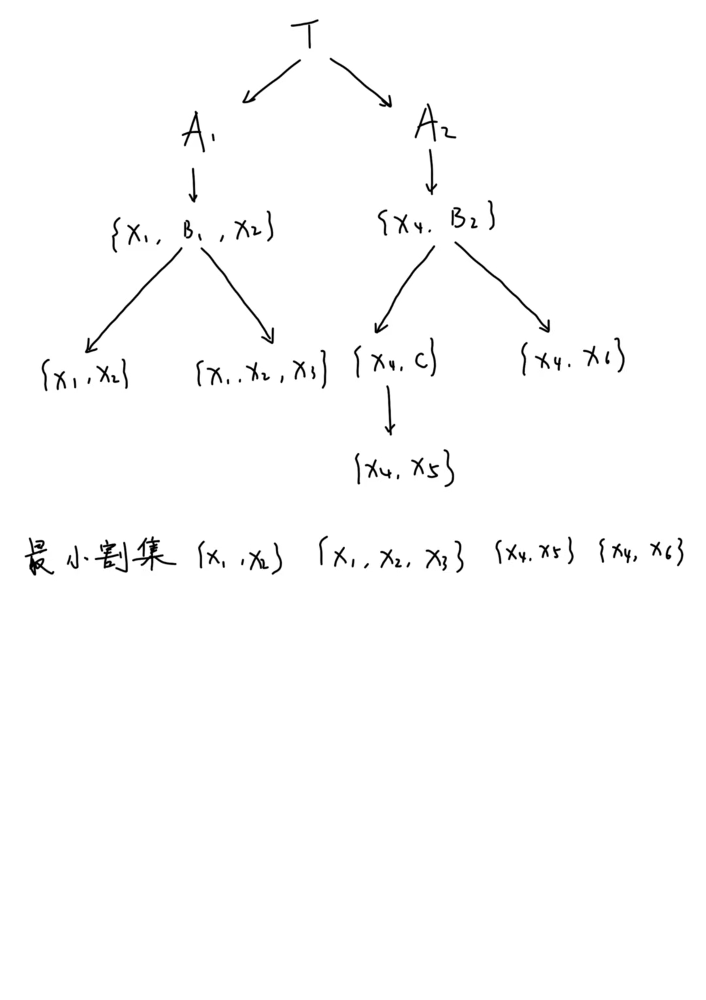 T
A₁ A₂
{x₁, B₁, x₂} {x₄. B₂}
{x₁, x₂} {x₁. x₂, x₃} {x₄. C} {x₄. x₆}
{x₄. x₅}
最小割集 {x₁, x₂} {x₁, x₂, x₃} {x₄. x₅} {x₄, x₆}